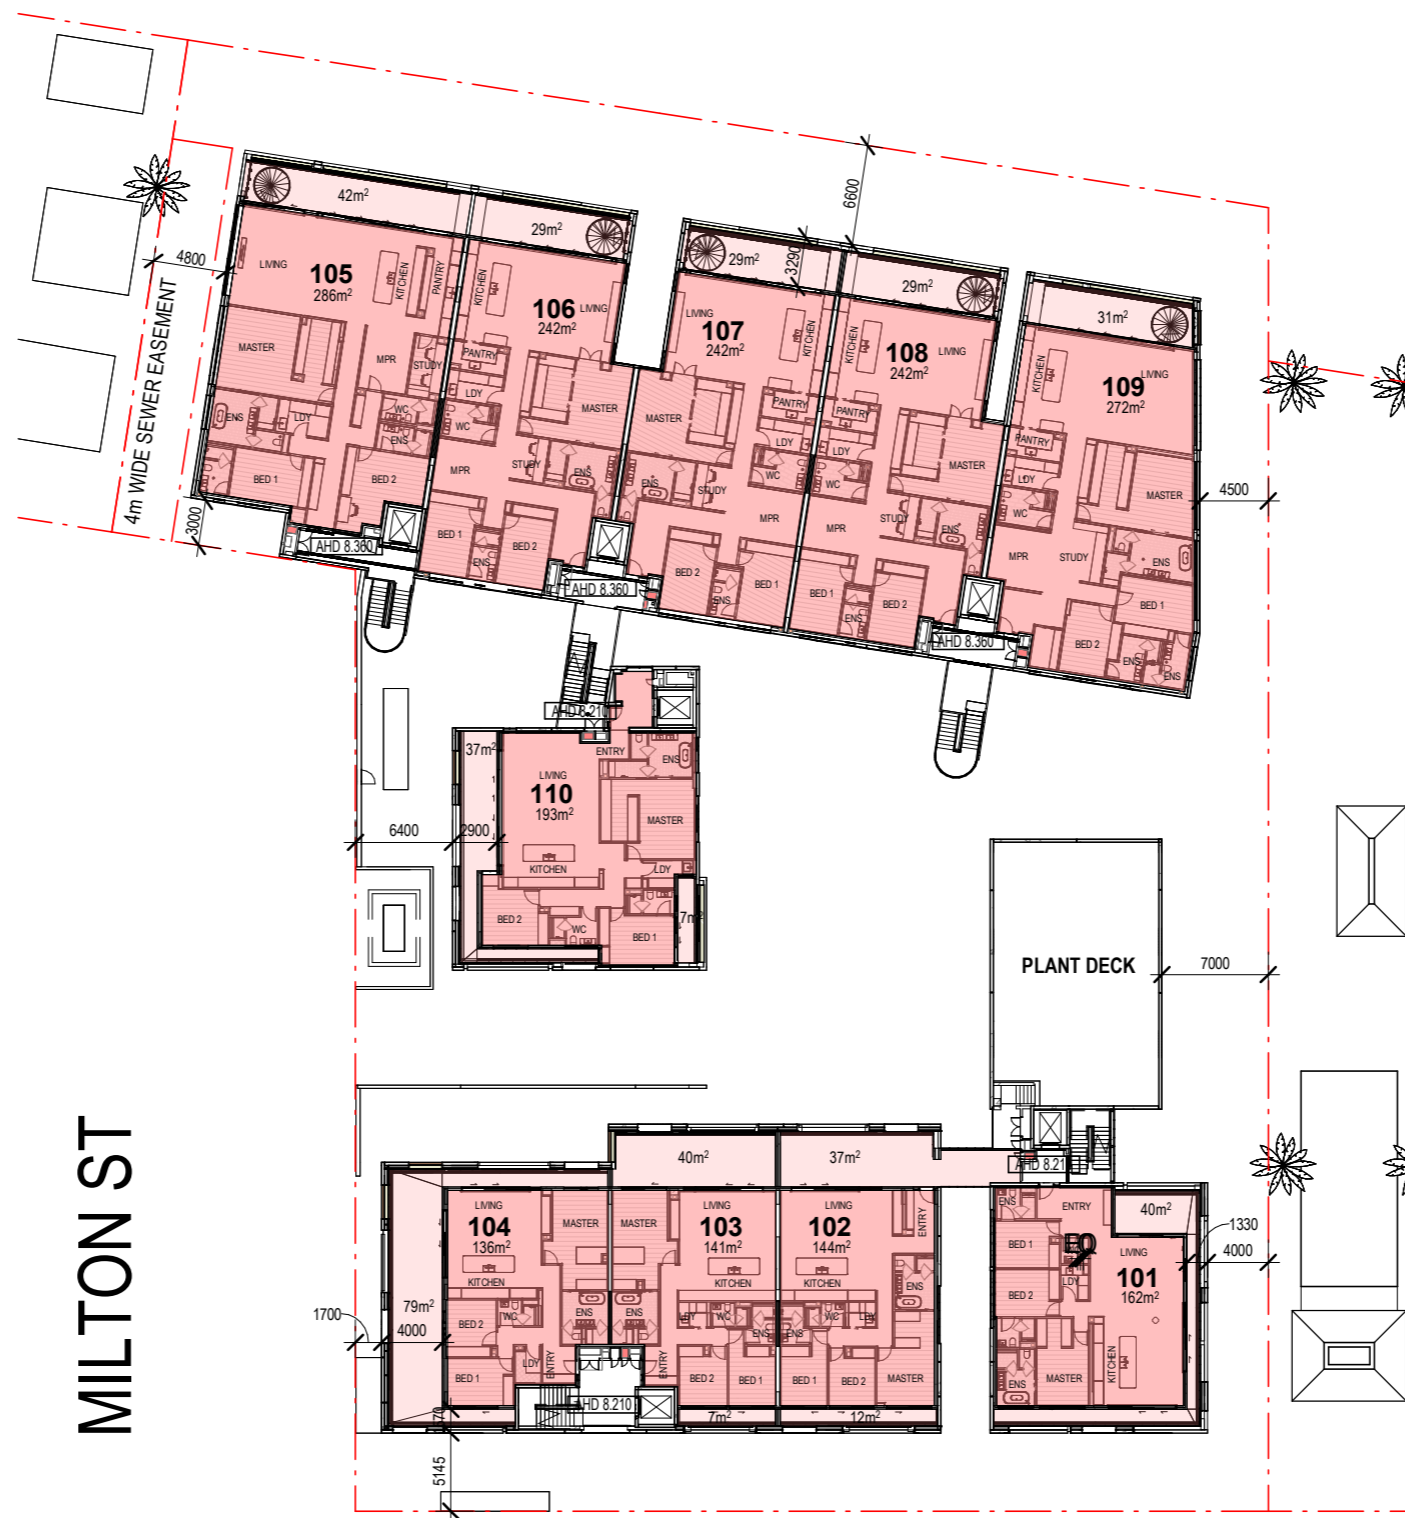 42m²
29m²
4800
LIVING
105
286m²
KITCHEN
PANTRY
KITCHEN
106
242m²
LIVING
6600
29m²
3290
29m²
31m²
LIVING
107
242m²
KITCHEN
KITCHEN
108
242m²
LIVING
KITCHEN
LIVING
109
272m²
4m WIDE SEWER EASEMENT
MASTER
MPR
STUDY
PANTRY
LDY
WC
MASTER
MASTER
PANTRY
LDY
WC
PANTRY
LDY
WC
MASTER
PANTRY
LDY
WC
MASTER
4500
ENS
LDY
WC
ENS
BED 1
BED 2
MPR
STUDY
ENS
STUDY
MPR
MPR
STUDY
ENS
MPR
STUDY
ENS
3000
AHD 8.360
BED 1
ENS
BED 2
AHD 8.360
BED 2
ENS
BED 1
BED 1
ENS
BED 2
AHD 8.360
BED 1
BED 2
ENS
ENS
AHD 8.210
37m²
ENTRY
ENS
LIVING
110
193m²
MASTER
6400
2900
KITCHEN
LDY
BED 2
WC
BED 1
7m²
PLANT DECK
7000
MILTON ST
40m²
37m²
AHD 8.21
LIVING
104
136m²
KITCHEN
MASTER
MASTER
LIVING
103
141m²
KITCHEN
LIVING
102
144m²
KITCHEN
ENTRY
ENS
ENTRY
40m²
1330
4000
BED 1
LIVING
101
162m²
LDY
BED 2
KITCHEN
MASTER
ENS
1700
79m²
4000
BED 2
WC
ENS
ENS
LDY
WC
ENS
ENS
WC
LDY
ENS
BED 1
LDY
ENTRY
ENTRY
BED 2
BED 1
BED 1
BED 2
MASTER
AHD 8.210
7m²
12m²
5145